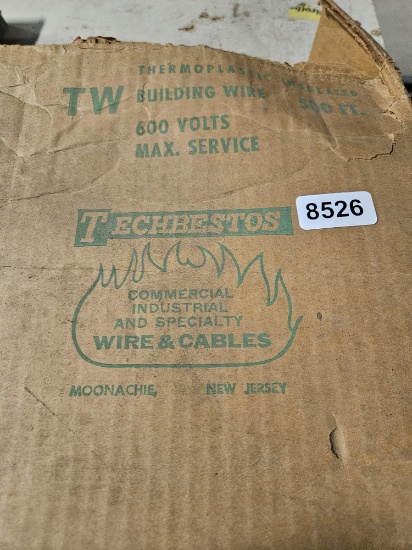 THERMOPLASTIC INSULATED
TW BUILDING WIRE 500 FT.
600 VOLTS
MAX. SERVICE
TECHBESTOS
8526
COMMERCIAL
INDUSTRIAL
AND SPECIALTY
WIRE & CABLES
MOONACHIE, NEW JERSEY